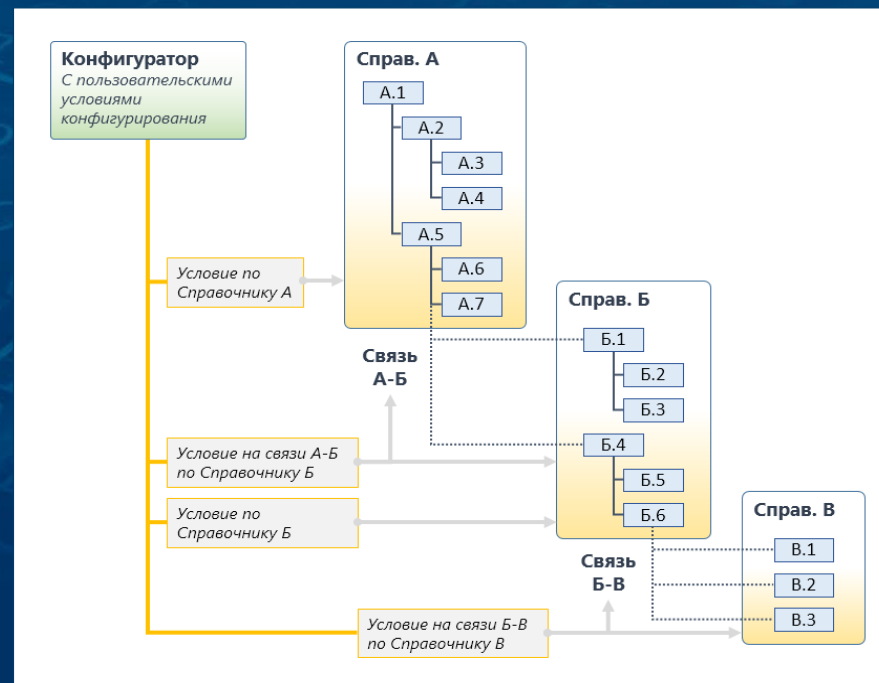 Конфигуратор
С пользовательскими
условиями
конфигурирования
Справ. А
А.1
А.2
А.3
А.4
А.5
А.6
А.7
Условие по
Справочнику А
Связь
А-Б
Справ. Б
Б.1
Б.2
Б.3
Б.4
Б.5
Б.6
Условие на связи А-Б
по Справочнику Б
Условие по
Справочнику Б
Связь
Б-В
Справ. В
В.1
В.2
В.3
Условие на связи Б-В
по Справочнику В